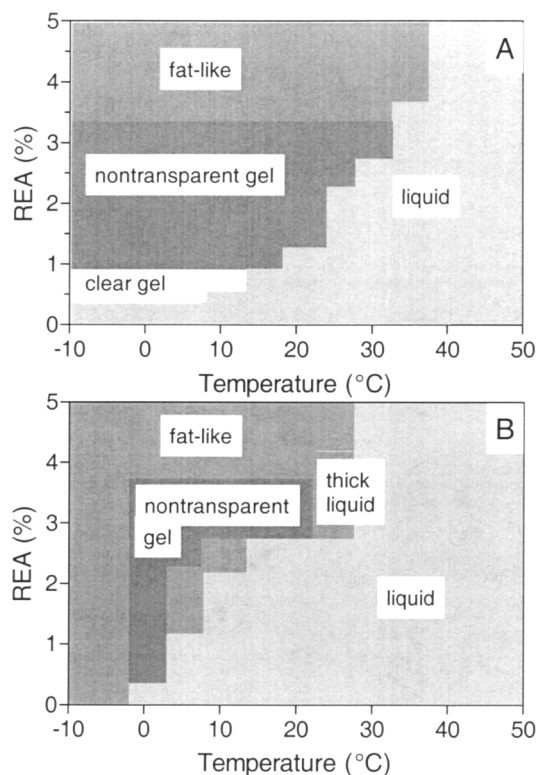 5
A
fat-like
4
REA (%)
3
nontransparent gel
2
liquid
1
clear gel
0
-10 0 10 20 30 40 50
Temperature (°C)
5
B
fat-like
4
thick
liquid
nontransparent
gel
REA (%)
3
2
liquid
1
0
-10 0 10 20 30 40 50
Temperature (°C)